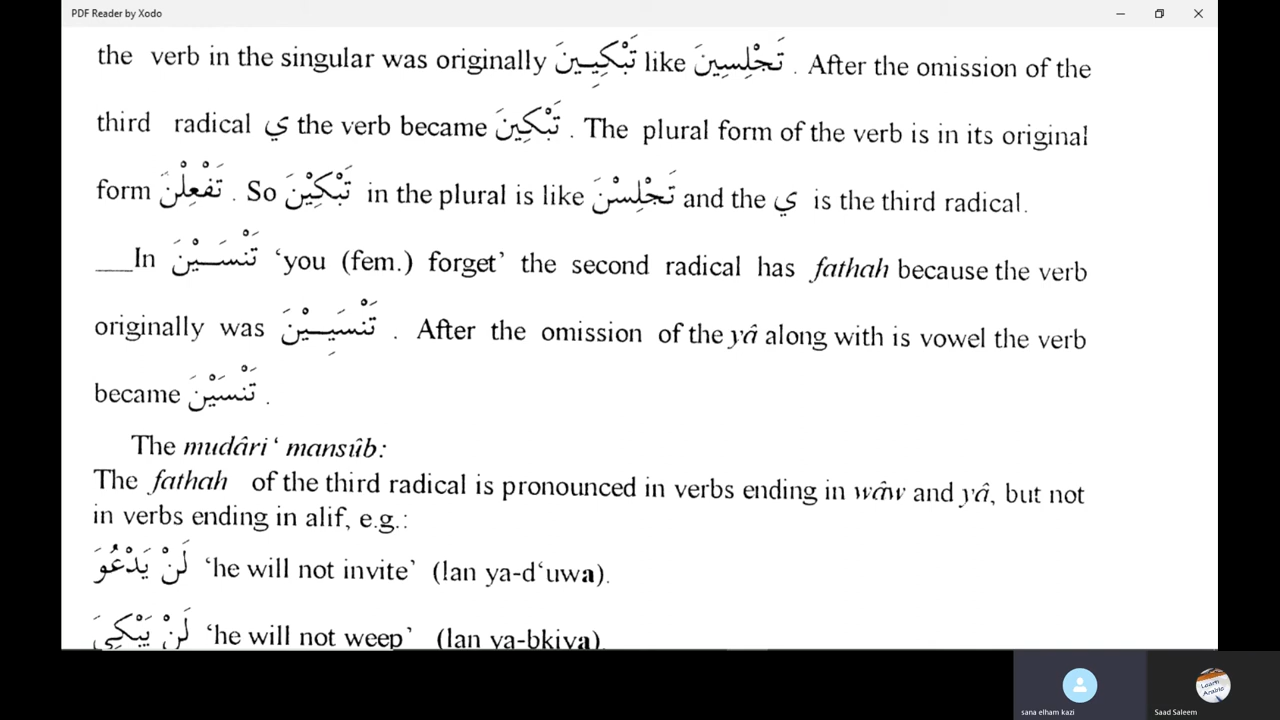 PDF Reader by Xodo
the verb in the singular was originally تَبْكِيِينَ like تَجْلِسِينَ . After the omission of the
third radical ي the verb became تَبْكِينَ . The plural form of the verb is in its original
form تَفْعِلْنَ . So تَبْكِيْنَ in the plural is like تَجْلِسْنَ and the ي is the third radical.
___In تَنْسَــيْنَ ‘you (fem.) forget’ the second radical has fathah because the verb
originally was تَنْسَيِــيْنَ . After the omission of the yâ along with is vowel the verb
became تَنْسَيْنَ .
The mudâri‘ mansûb:
The fathah of the third radical is pronounced in verbs ending in wâw and yâ, but not
in verbs ending in alif, e.g.:
لَنْ يَدْعُوَ ‘he will not invite’ (lan ya-d‘uwa).
لَنْ يَبْكِيَ ‘he will not weep’ (lan ya-bkiya)
sana elham kazi
Saad Saleem
Learn
Arabic